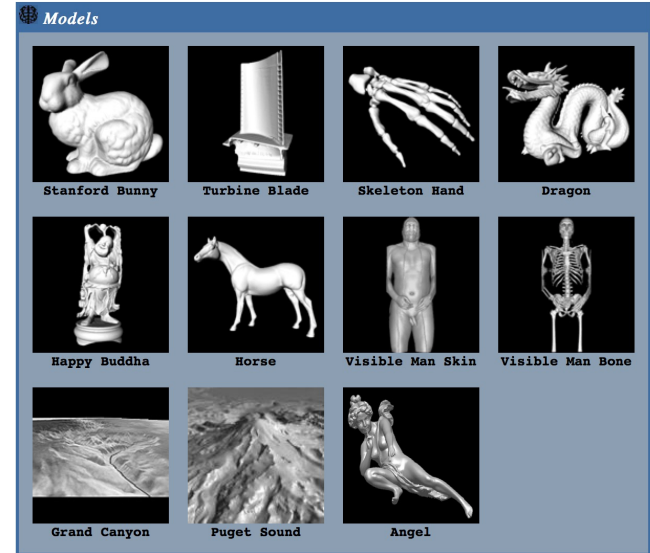 Models
Stanford Bunny
Turbine Blade
Skeleton Hand
Dragon
Happy Buddha
Horse
Visible Man Skin
Visible Man Bone
Grand Canyon
Puget Sound
Angel